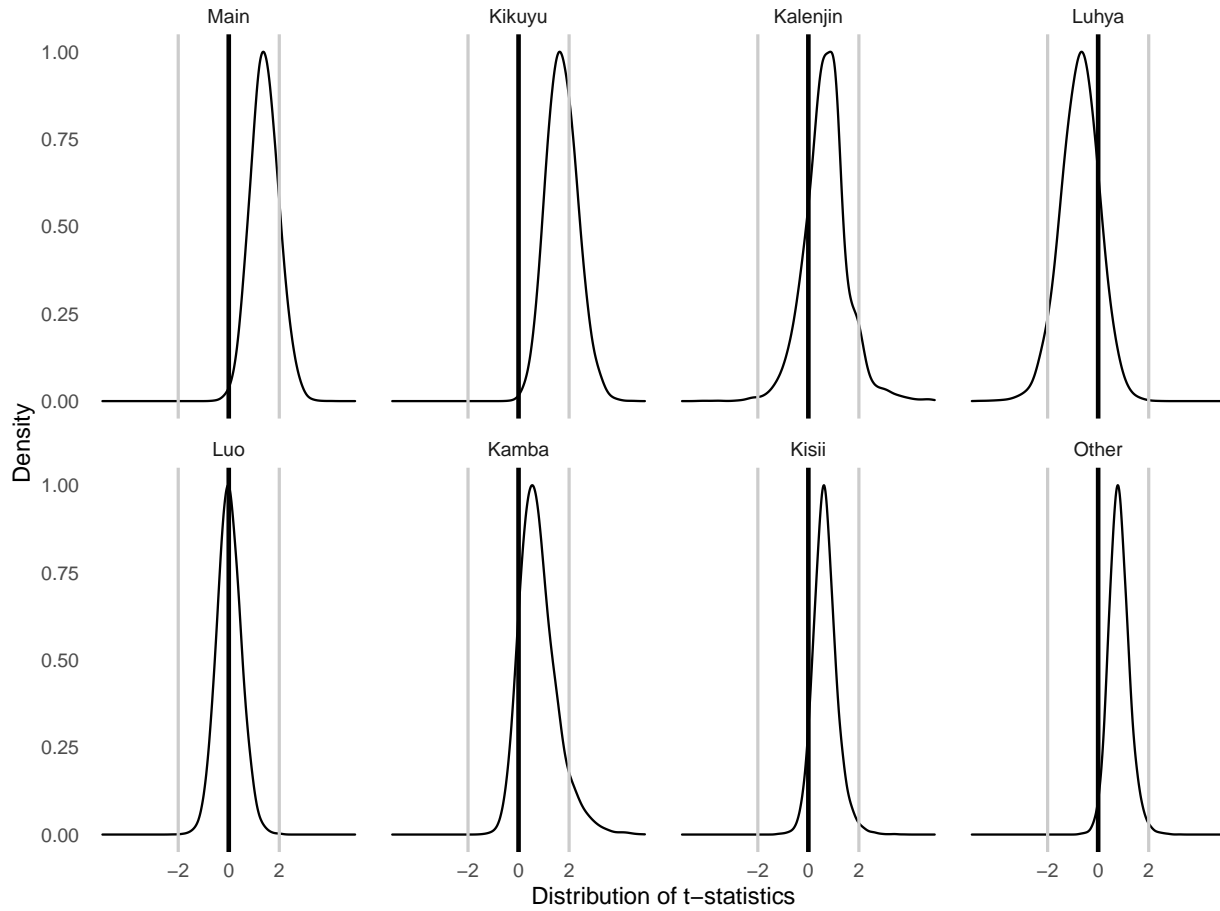 Main Kikuyu Kalenjin Luhya
1.00
0.75
0.50
0.25
0.00
Density
Luo Kamba Kisii Other
1.00
0.75
0.50
0.25
0.00
−2 0 2 −2 0 2 −2 0 2 −2 0 2
Distribution of t−statistics